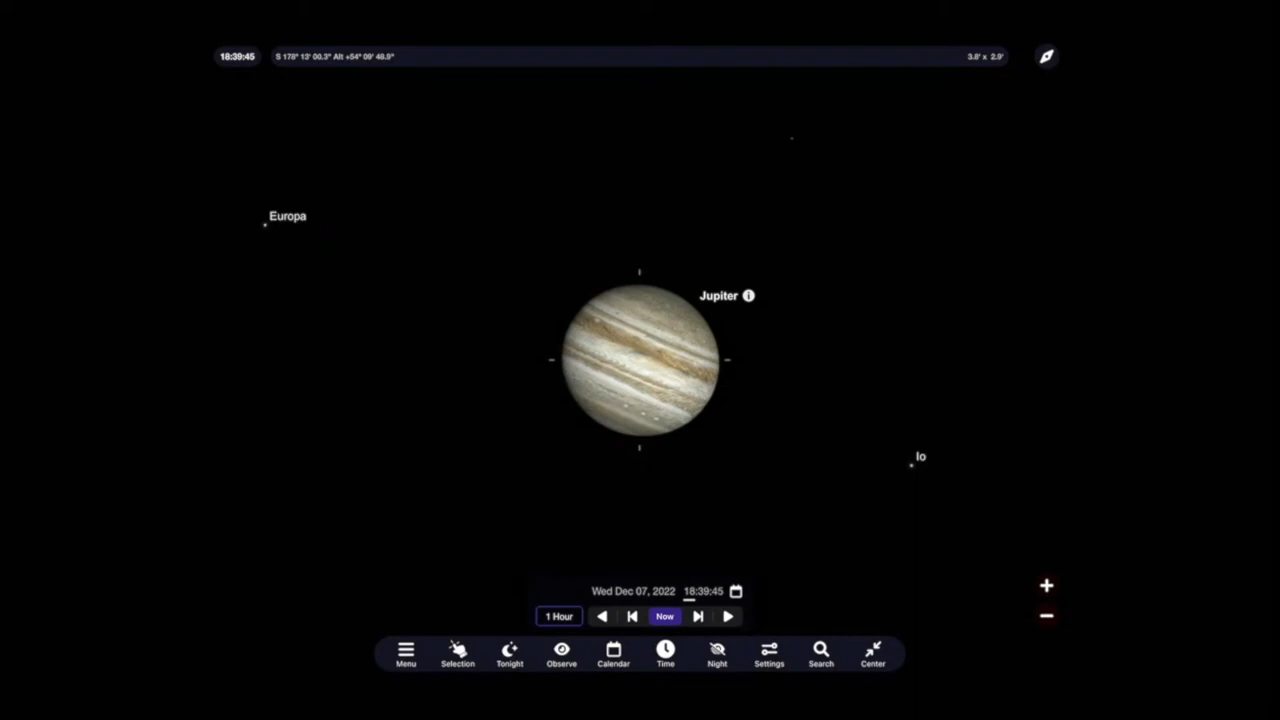 18:39:45
S 178° 13' 00.3" Alt +54° 09' 48.9"
3.8' x 2.9'
Europa
Jupiter
Io
Wed Dec 07, 2022 18:39:45
1 Hour
Now
Menu Selection Tonight Observe Calendar Time Night Settings Search Center